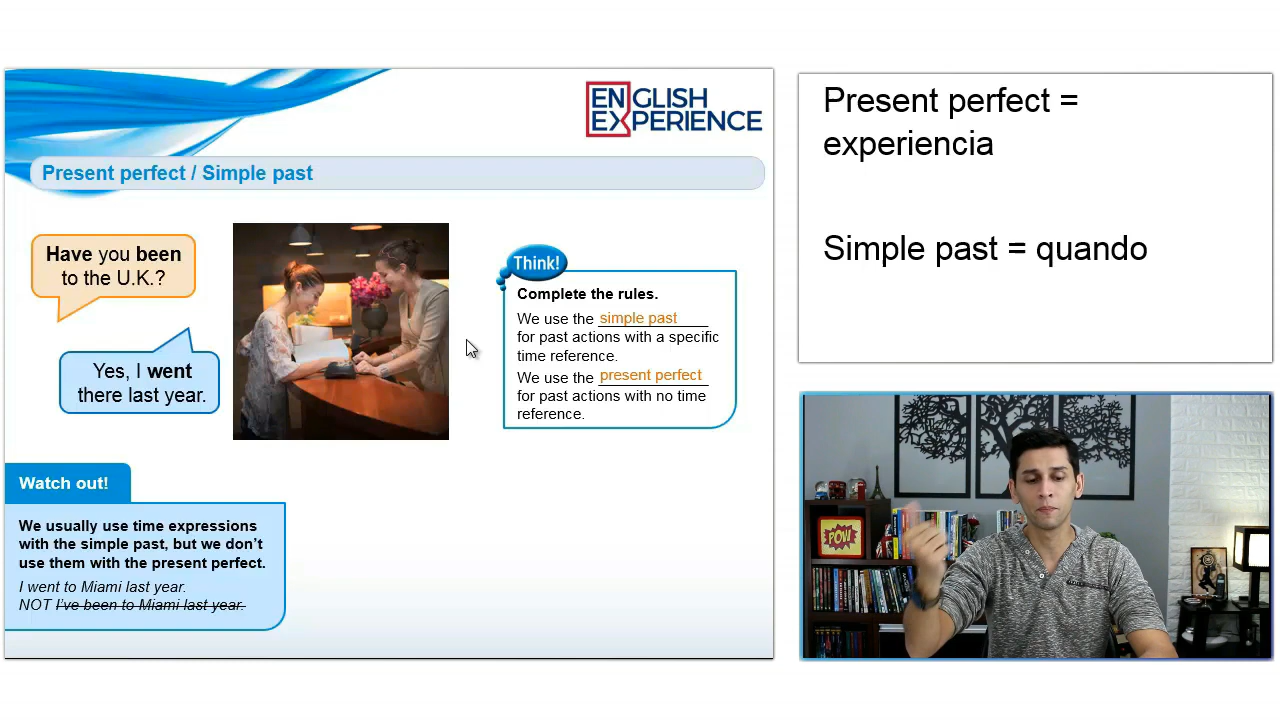 ENGLISH
EXPERIENCE
Present perfect / Simple past
Have you been
to the U.K.?
Yes, I went
there last year.
Think!
Complete the rules.
We use the simple past
for past actions with a specific
time reference.
We use the present perfect
for past actions with no time
reference.
Watch out!
We usually use time expressions
with the simple past, but we don't
use them with the present perfect.
I went to Miami last year.
NOT I've been to Miami last year.
Present perfect =
experiencia
Simple past = quando
POW